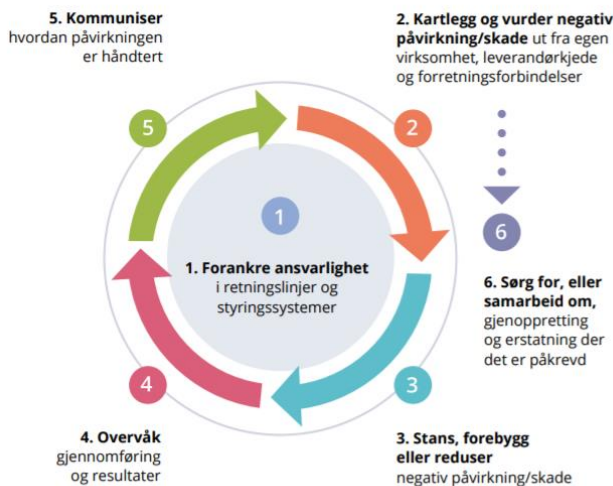 5. Kommuniser
hvordan påvirkningen
er håndtert
2. Kartlegg og vurder negativ
påvirkning/skade ut fra egen
virksomhet, leverandørkjede
og forretningsforbindelser
5
2
1
1. Forankre ansvarlighet
i retningslinjer og
styringssystemer
6
6. Sørg for, eller
samarbeid om,
gjenoppretting
og erstatning der
det er påkrevd
4
3
4. Overvåk
gjennomføring
og resultater
3. Stans, forebygg
eller reduser
negativ påvirkning/skade